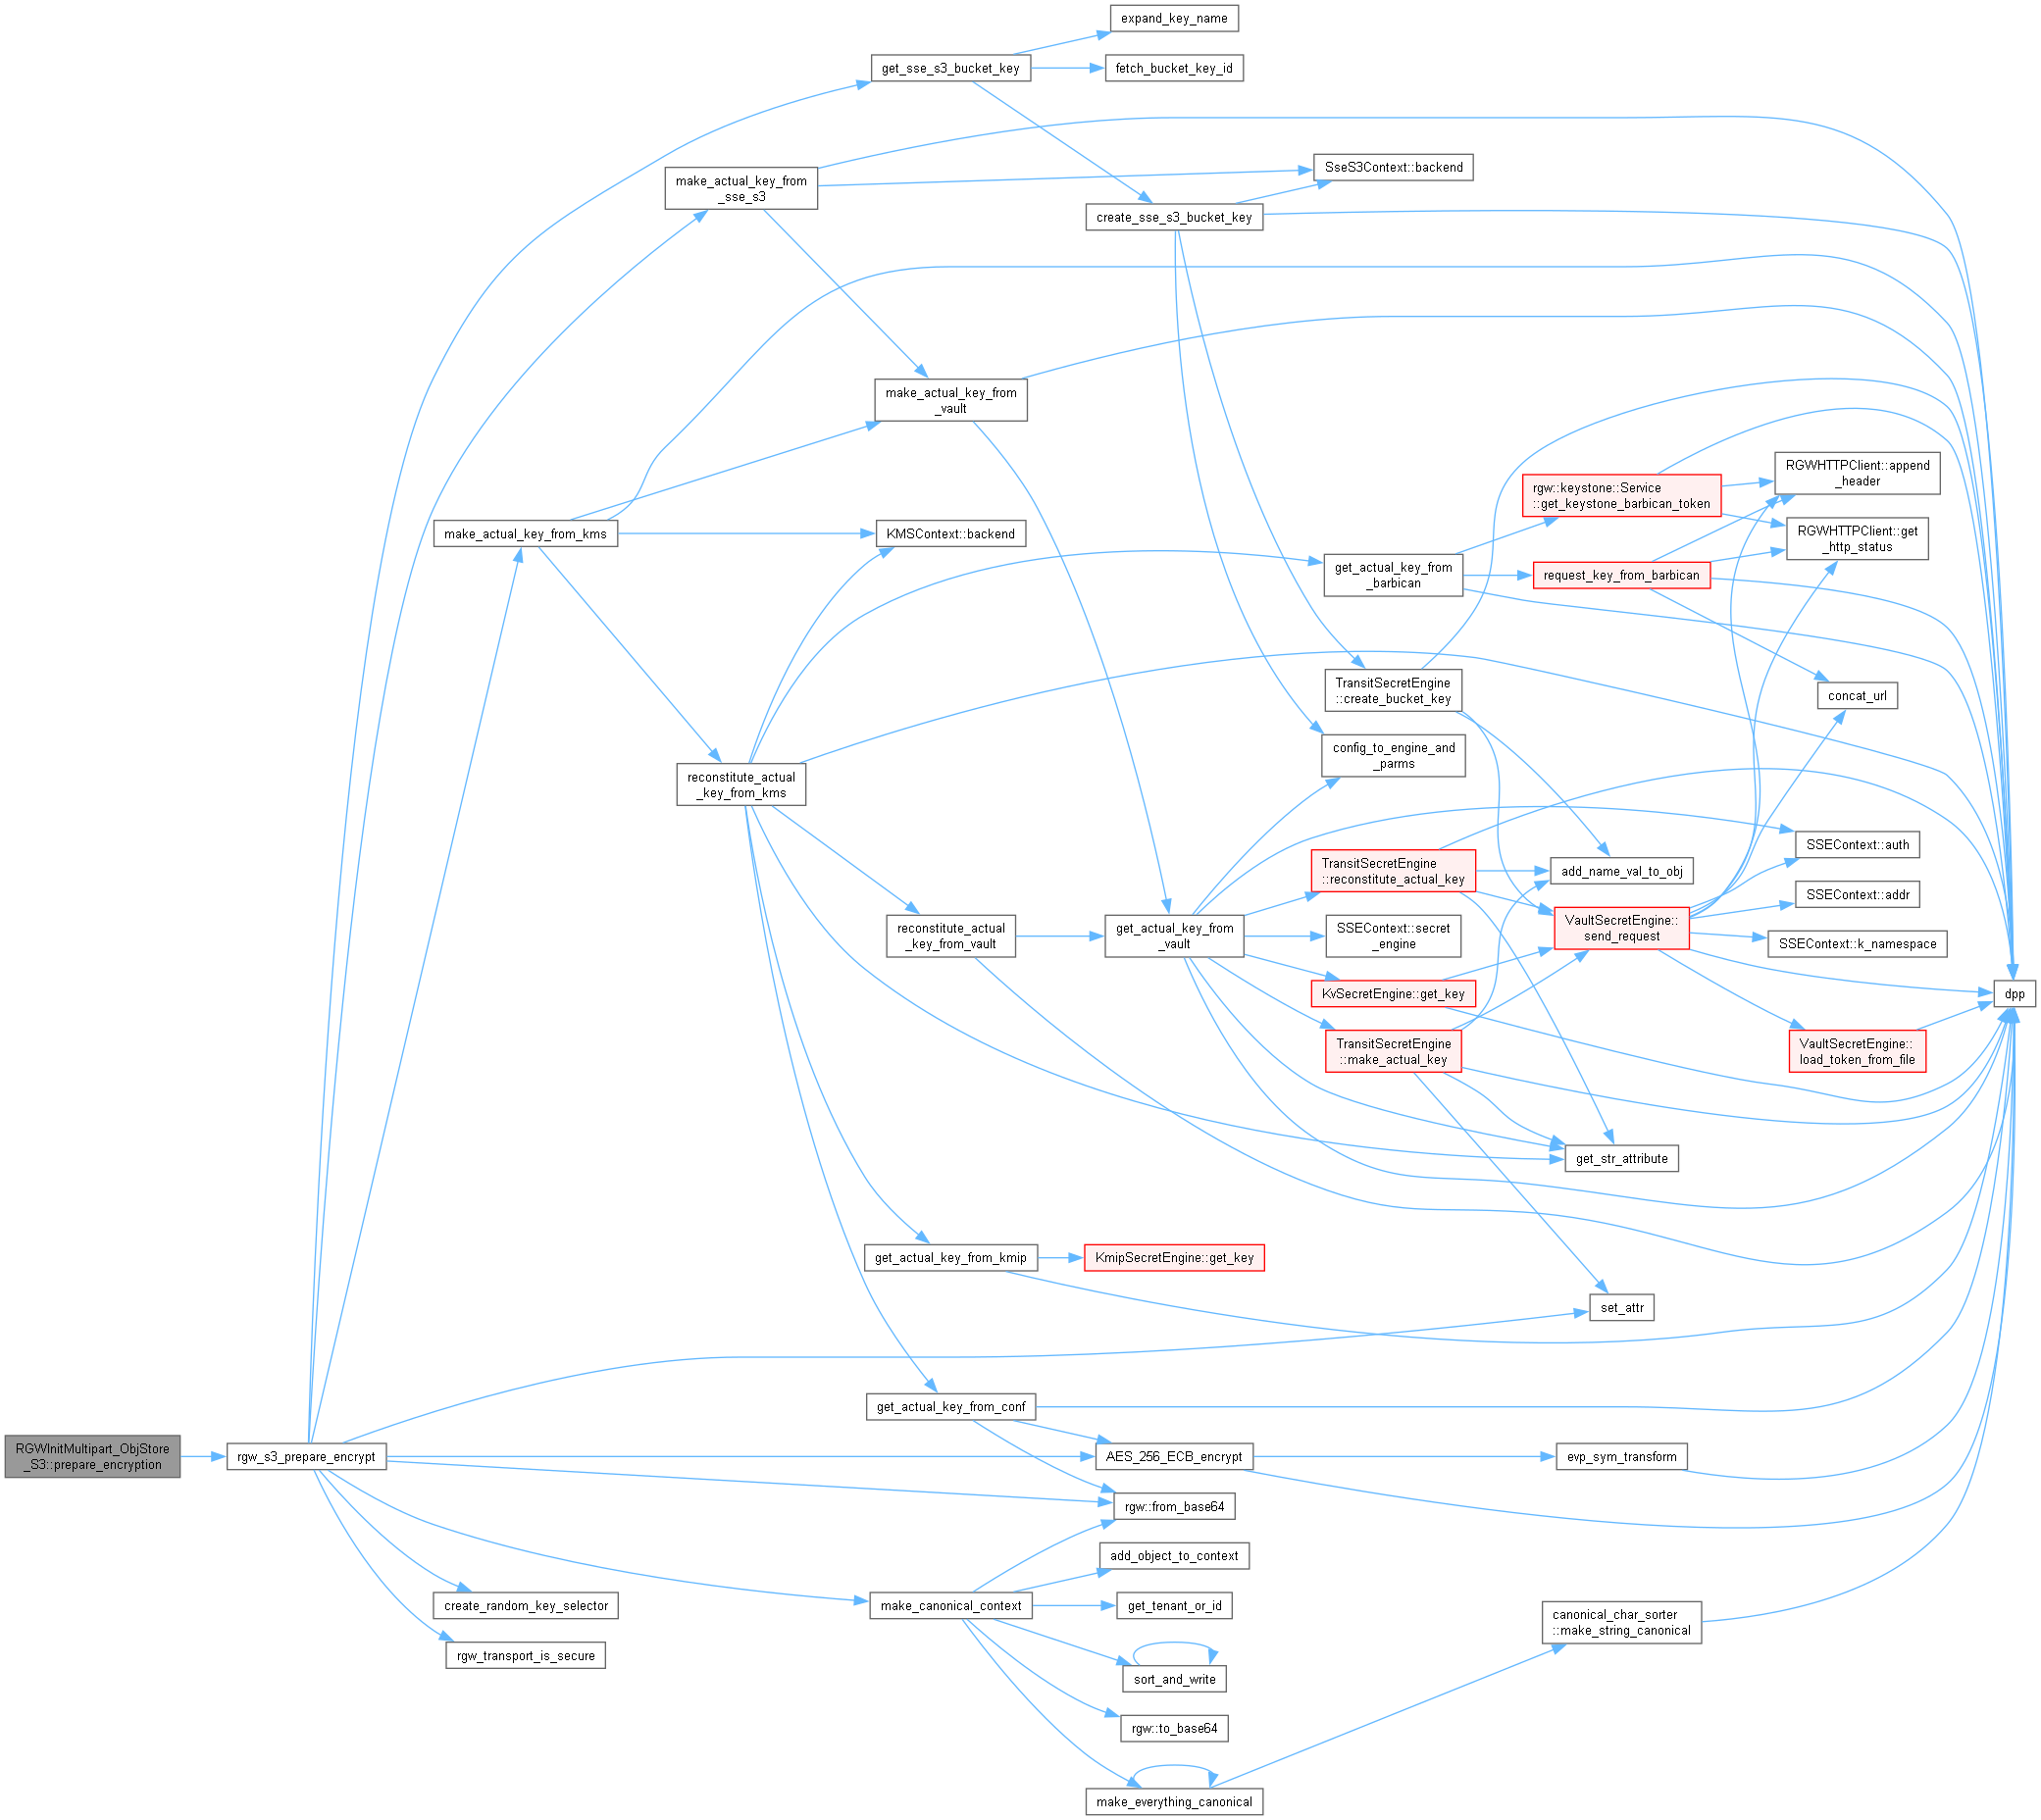 expand_key_name
get_sse_s3_bucket_key
fetch_bucket_key_id
make_actual_key_from
_sse_s3
SseS3Context::backend
create_sse_s3_bucket_key
make_actual_key_from
_vault
RGWHTTPClient::append
_header
rgw::keystone::Service
::get_keystone_barbican_token
make_actual_key_from_kms
KMSContext::backend
RGWHTTPClient::get
_http_status
get_actual_key_from
_barbican
request_key_from_barbican
TransitSecretEngine
::create_bucket_key
concat_url
config_to_engine_and
_parms
reconstitute_actual
_key_from_kms
SSEContext::auth
TransitSecretEngine
::reconstitute_actual_key
add_name_val_to_obj
SSEContext::addr
reconstitute_actual
_key_from_vault
get_actual_key_from
_vault
SSEContext::secret
_engine
VaultSecretEngine::
send_request
SSEContext::k_namespace
KvSecretEngine::get_key
dpp
TransitSecretEngine
::make_actual_key
VaultSecretEngine::
load_token_from_file
get_str_attribute
get_actual_key_from_kmip
KmipSecretEngine::get_key
set_attr
get_actual_key_from_conf
RGWInitMultipart_ObjStore
_S3::prepare_encryption
rgw_s3_prepare_encrypt
AES_256_ECB_encrypt
evp_sym_transform
rgw::from_base64
add_object_to_context
create_random_key_selector
make_canonical_context
get_tenant_or_id
canonical_char_sorter
::make_string_canonical
rgw_transport_is_secure
sort_and_write
rgw::to_base64
make_everything_canonical